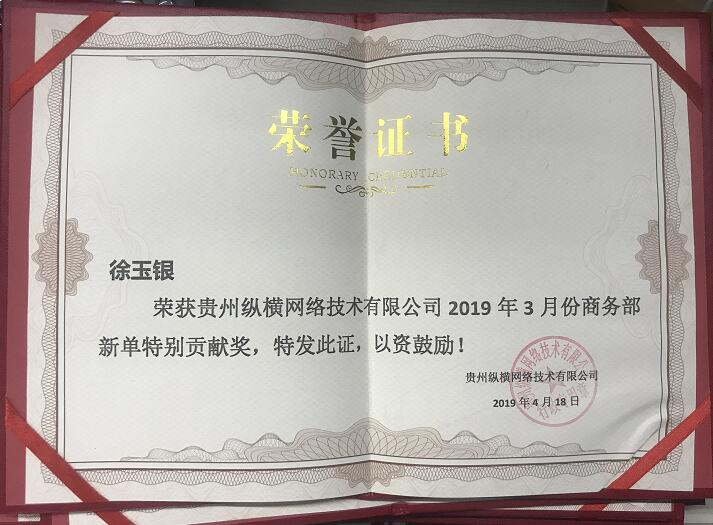 荣誉证书
HONORARY CREDENTIAL
徐玉银
荣获贵州纵横网络技术有限公司 2019 年 3 月份商务部
新单特别贡献奖，特发此证，以资鼓励！
贵州纵横网络技术有限公司
2019 年 4 月 18 日